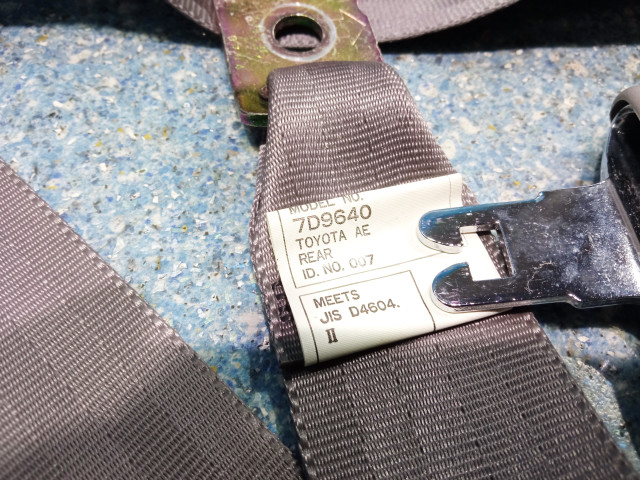 MODEL NO.
7D9640
TOYOTA AE
REAR
ID. NO. 007
MEETS
JIS D4604.
II